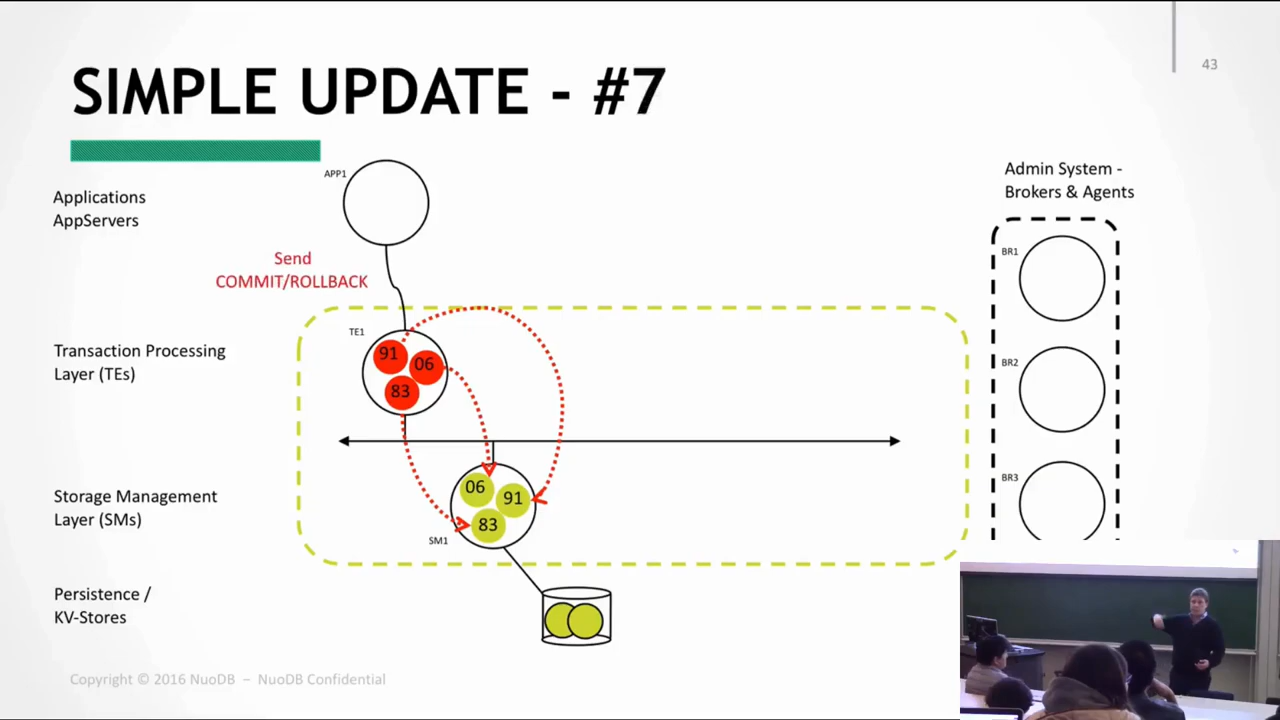 SIMPLE UPDATE - #7
43
Applications
AppServers
APP1
Send
COMMIT/ROLLBACK
Admin System -
Brokers & Agents
BR1
BR2
BR3
Transaction Processing
Layer (TEs)
TE1
91
06
83
Storage Management
Layer (SMs)
SM1
06
91
83
Persistence /
KV-Stores
Copyright © 2016 NuoDB – NuoDB Confidential